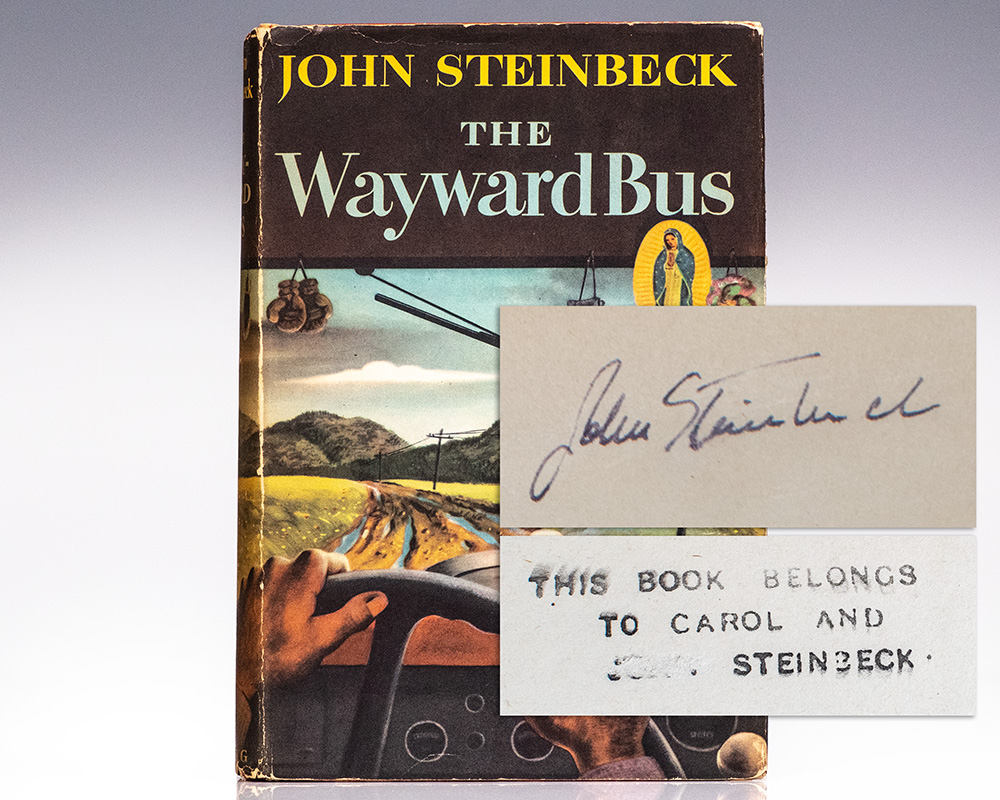 JOHN STEINBECK
THE
Wayward Bus
John Steinbeck
THIS BOOK BELONGS
TO CAROL AND
STEINBECK.